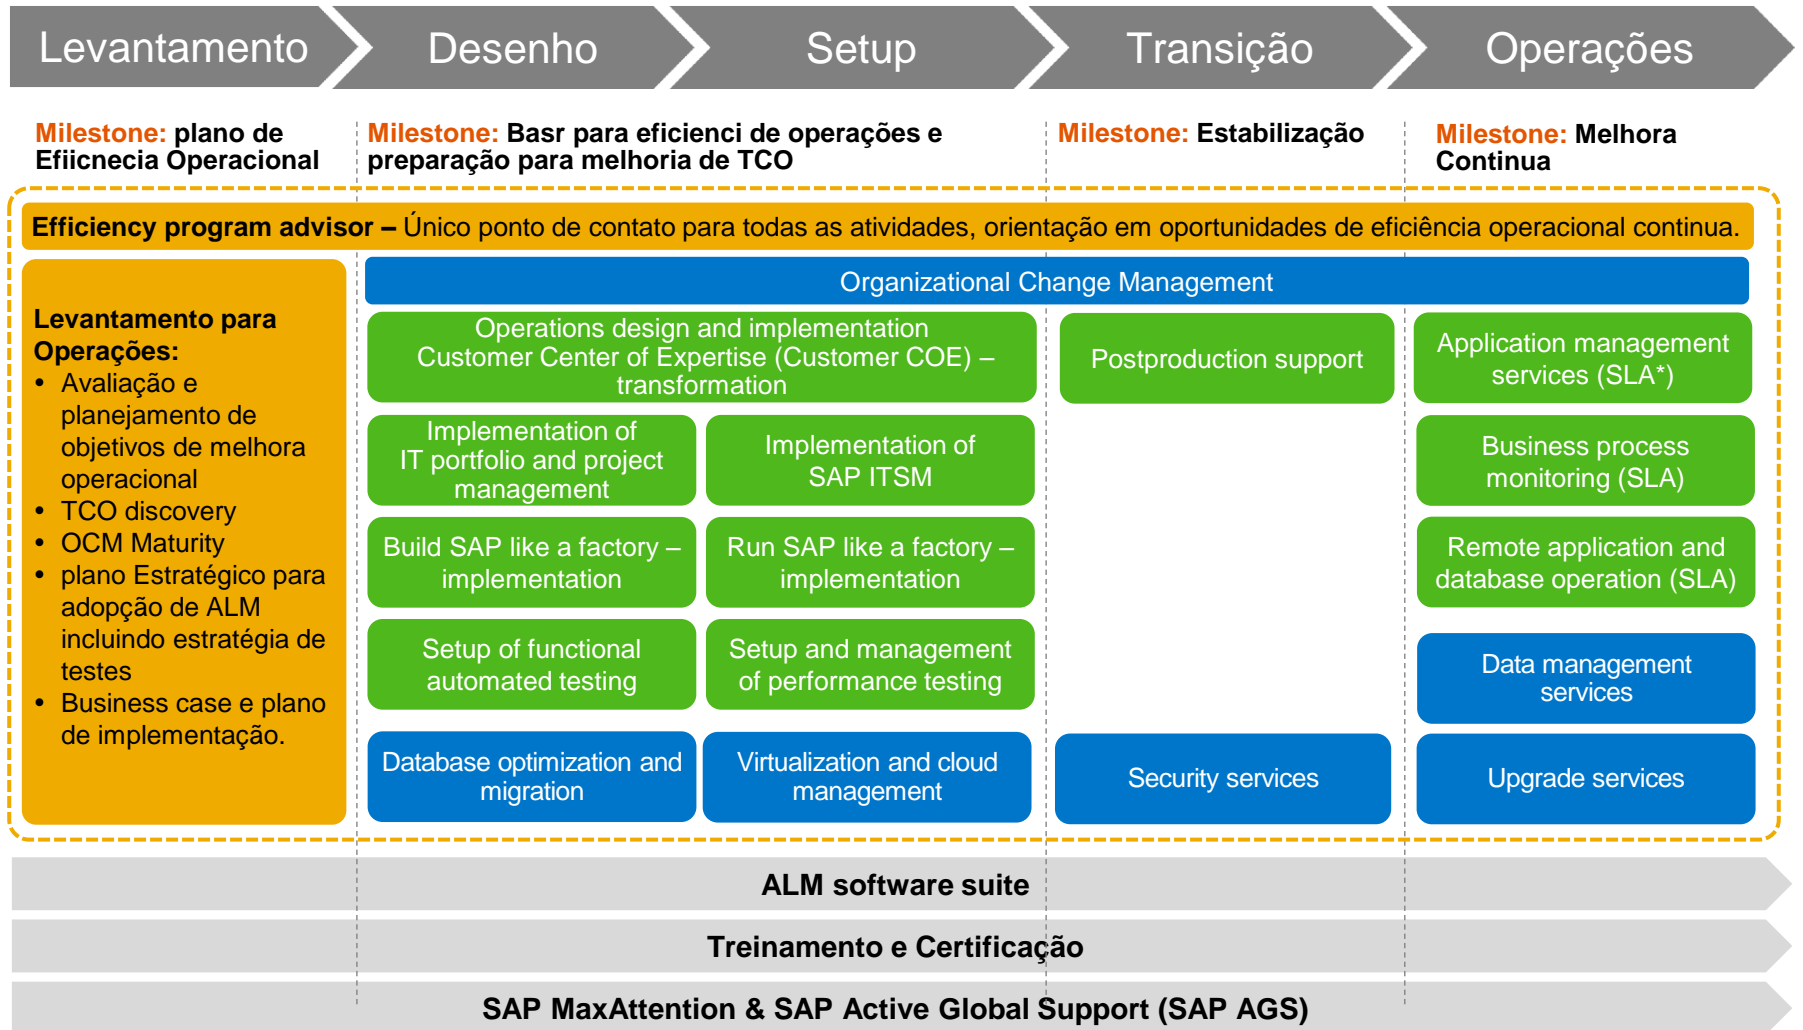 Levantamento
Desenho
Setup
Transição
Operações
Milestone: plano de
Efiicnecia Operacional
Milestone: Basr para eficienci de operações e
preparação para melhoria de TCO
Milestone: Estabilização
Milestone: Melhora
Continua
Efficiency program advisor – Único ponto de contato para todas as atividades, orientação em oportunidades de eficiência operacional continua.
Levantamento para
Operações:
• Avaliação e
planejamento de
objetivos de melhora
operacional
• TCO discovery
• OCM Maturity
• plano Estratégico para
adopção de ALM
incluindo estratégia de
testes
• Business case e plano
de implementação.
Organizational Change Management
Operations design and implementation
Customer Center of Expertise (Customer COE) –
transformation
Postproduction support
Application management
services (SLA*)
Implementation of
IT portfolio and project
management
Implementation of
SAP ITSM
Business process
monitoring (SLA)
Build SAP like a factory –
implementation
Run SAP like a factory –
implementation
Remote application and
database operation (SLA)
Setup of functional
automated testing
Setup and management
of performance testing
Data management
services
Database optimization and
migration
Virtualization and cloud
management
Security services
Upgrade services
ALM software suite
Treinamento e Certificação
SAP MaxAttention & SAP Active Global Support (SAP AGS)